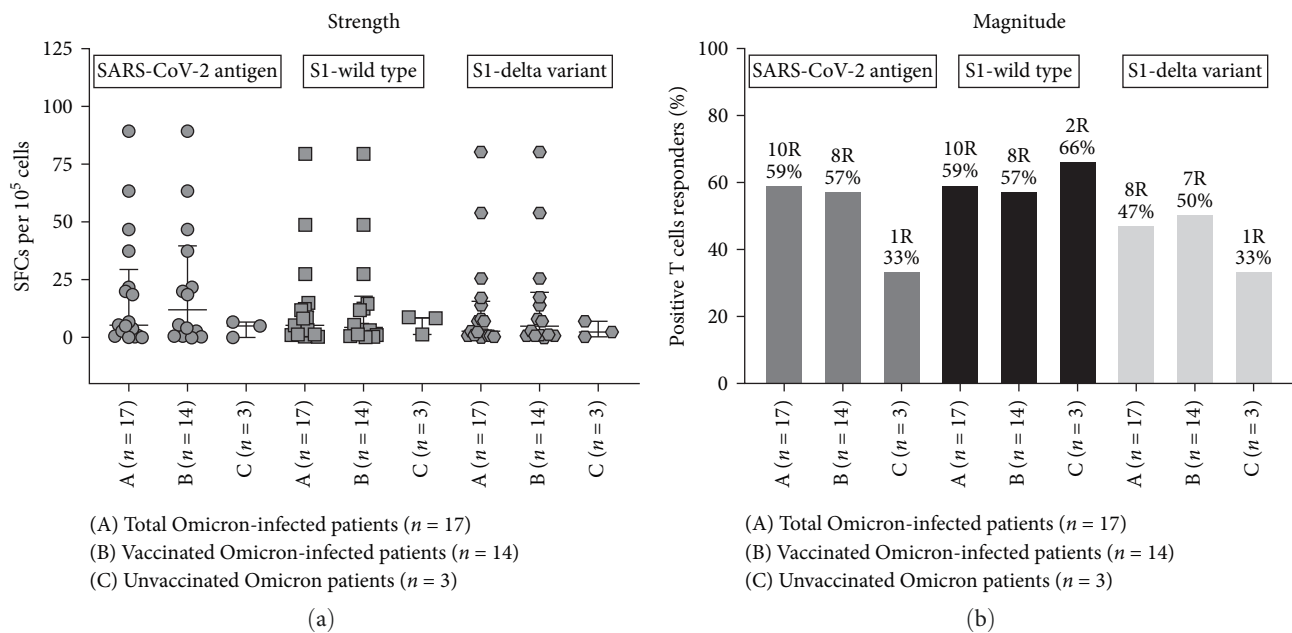 Strength
125
100
75
50
25
0
SFCs per 10⁵ cells
SARS-CoV-2 antigen
S1-wild type
S1-delta variant
A (n = 17)
B (n = 14)
C (n = 3)
A (n = 17)
B (n = 14)
C (n = 3)
A (n = 17)
B (n = 14)
C (n = 3)
(A) Total Omicron-infected patients (n = 17)
(B) Vaccinated Omicron-infected patients (n = 14)
(C) Unvaccinated Omicron patients (n = 3)
(a)
Magnitude
100
80
60
40
20
0
Positive T cells responders (%)
SARS-CoV-2 antigen
S1-wild type
S1-delta variant
10R
59%
8R
57%
1R
33%
10R
59%
8R
57%
2R
66%
8R
47%
7R
50%
1R
33%
A (n = 17)
B (n = 14)
C (n = 3)
A (n = 17)
B (n = 14)
C (n = 3)
A (n = 17)
B (n = 14)
C (n = 3)
(A) Total Omicron-infected patients (n = 17)
(B) Vaccinated Omicron-infected patients (n = 14)
(C) Unvaccinated Omicron patients (n = 3)
(b)